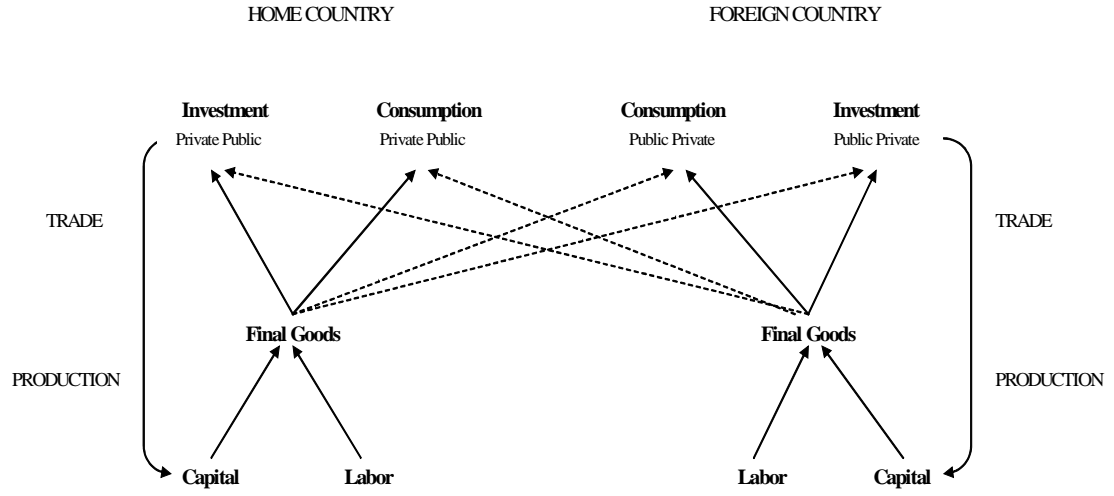 HOME COUNTRY FOREIGN COUNTRY
Investment Consumption Consumption Investment
Private Public Private Public Public Private Public Private
TRADE TRADE
Final Goods Final Goods
PRODUCTION PRODUCTION
Capital Labor Labor Capital